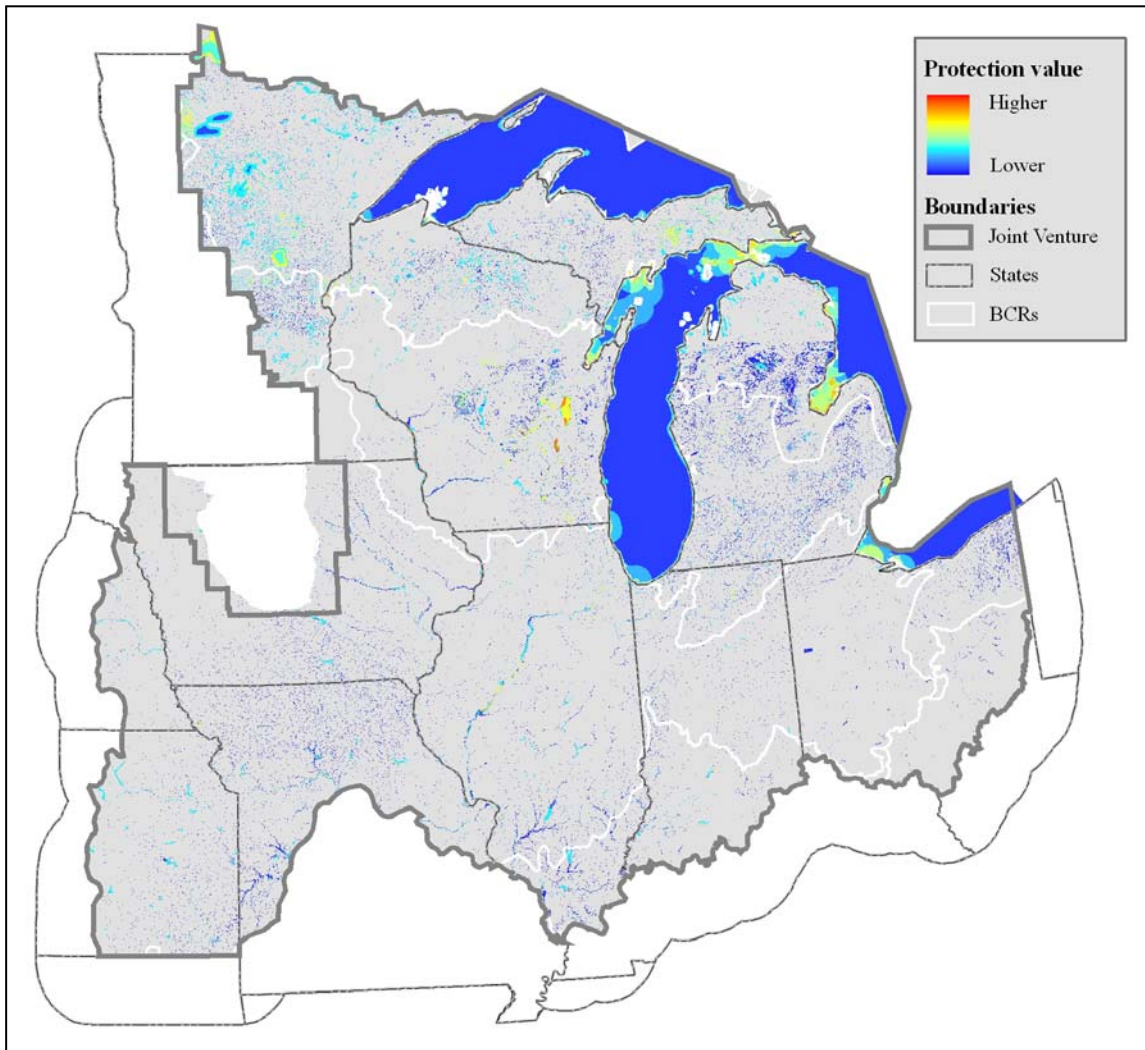 Protection value
Higher
Lower
Boundaries
Joint Venture
States
BCRs